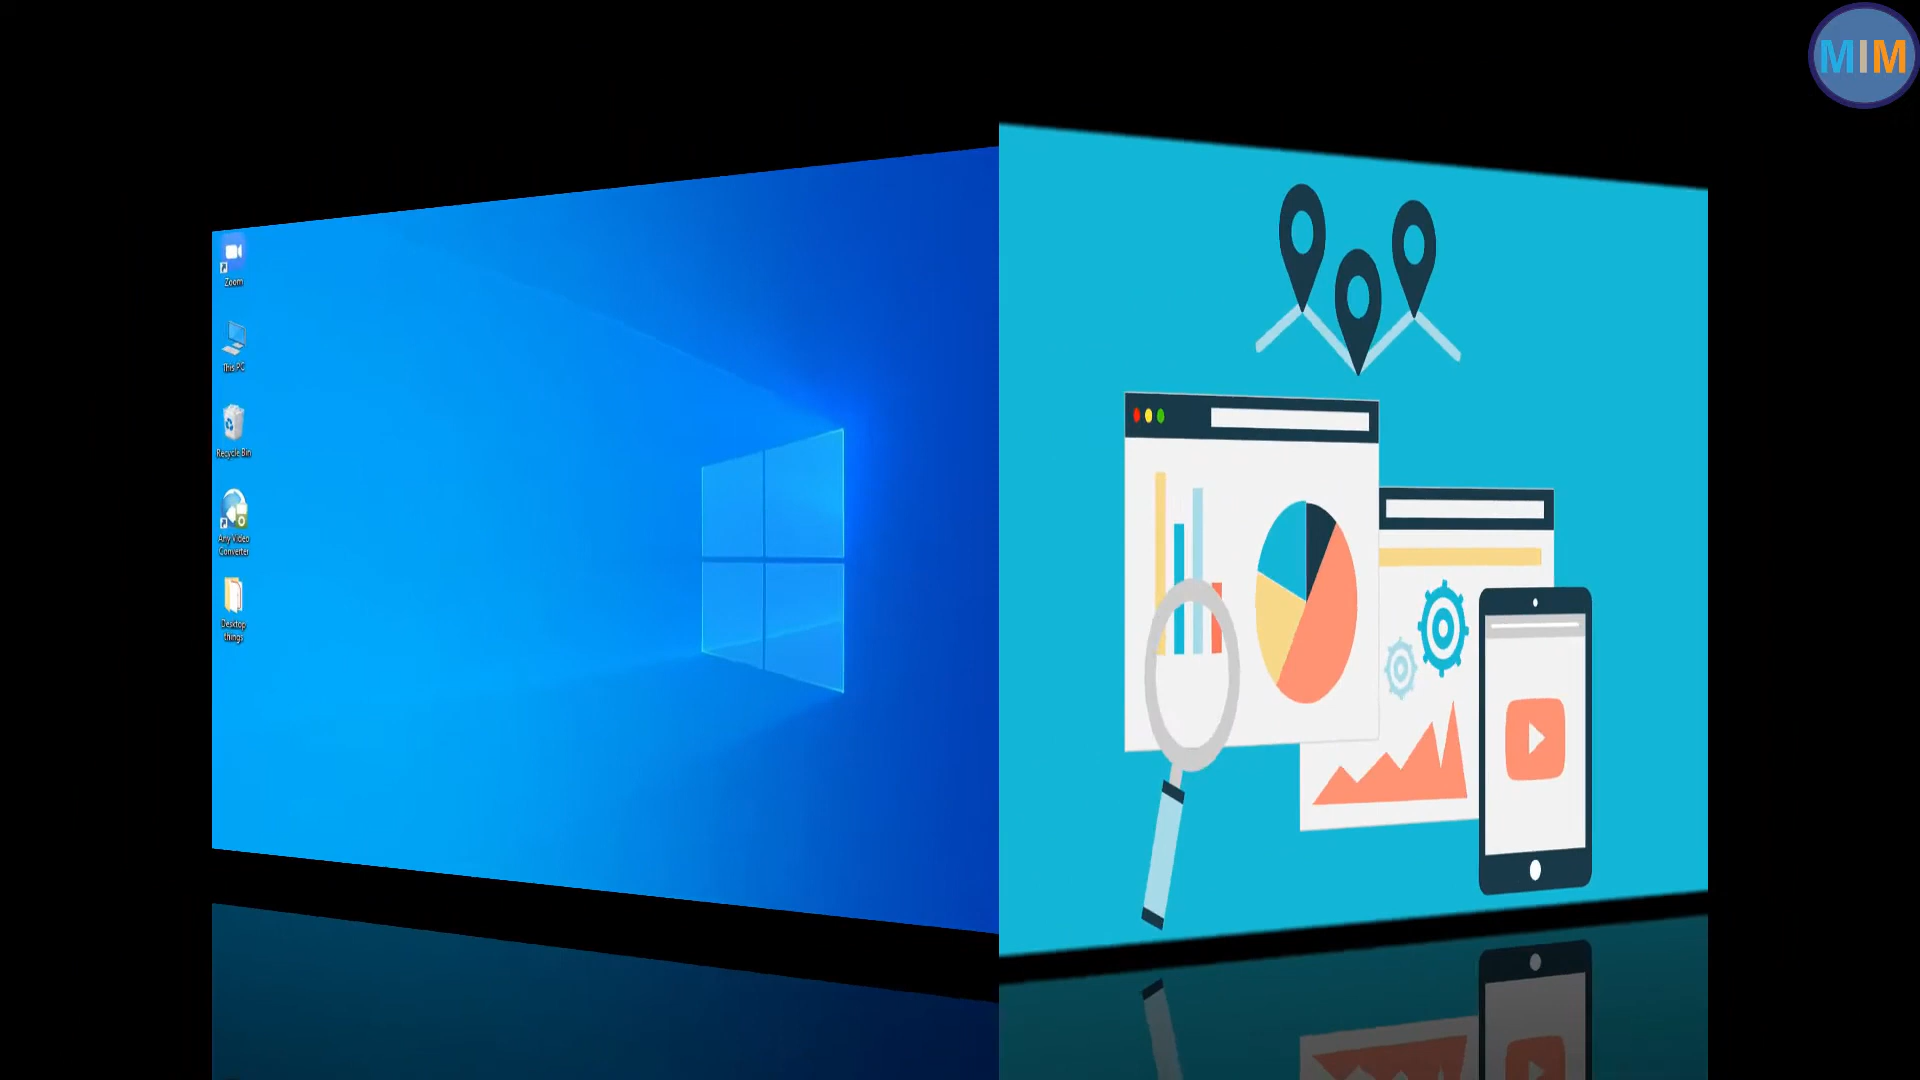 MIM
Zoom
This PC
Recycle Bin
Any Video
Converter
Desktop
things